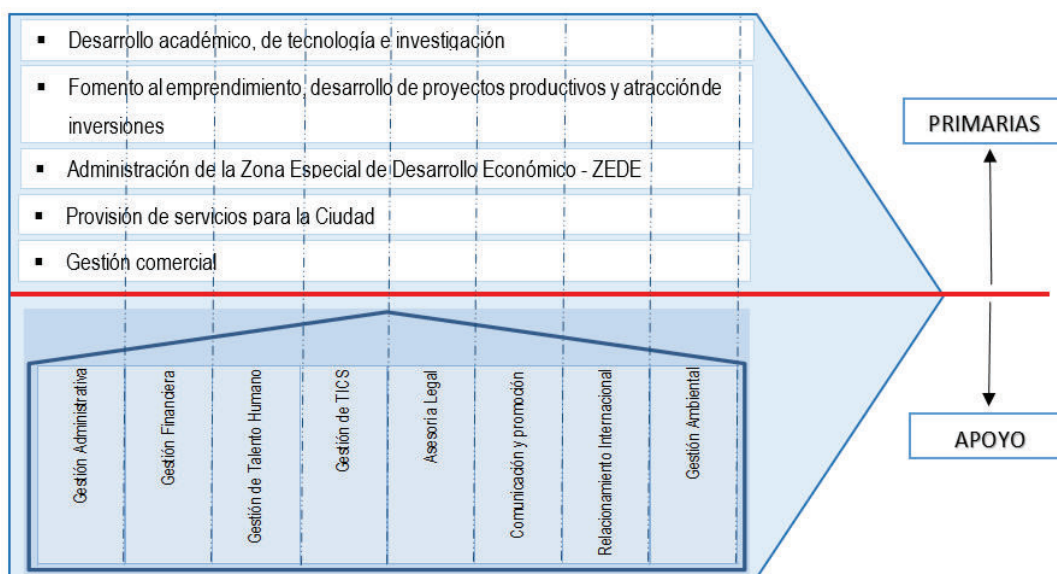 ▪ Desarrollo académico, de tecnología e investigación
▪ Fomento al emprendimiento, desarrollo de proyectos productivos y atracción de
inversiones
▪ Administración de la Zona Especial de Desarrollo Económico - ZEDE
▪ Provisión de servicios para la Ciudad
▪ Gestión comercial
PRIMARIAS
APOYO
Gestión Administrativa
Gestión Financiera
Gestión de Talento Humano
Gestión de TICS
Asesoría Legal
Comunicación y promoción
Relacionamiento Internacional
Gestión Ambiental